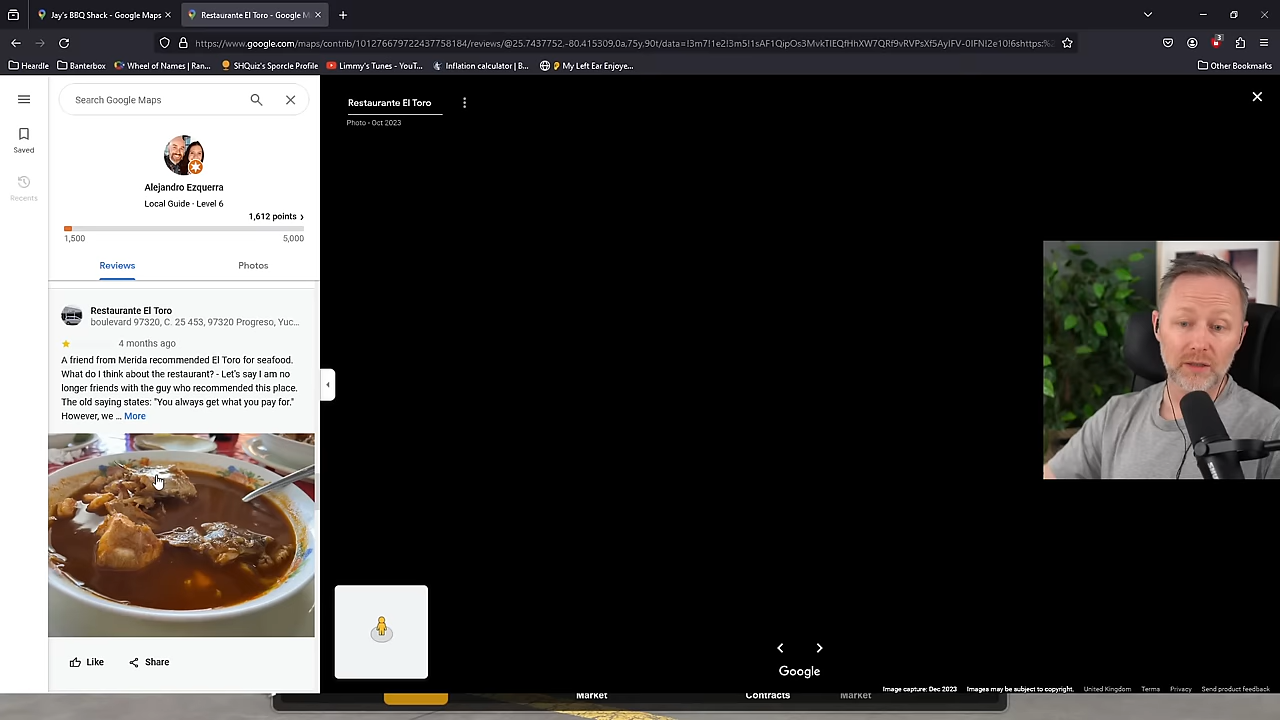 Jay's BBQ Shack - Google Maps
Restaurante El Toro - Google M
https://www.google.com/maps/contrib/101276679722437758184/reviews/@25.7437752,-80.415309,0a,75y,90t/data=!3m7!1e2!3m5!1sAF1QipOs3MvkTlEQfHhXW7QRf9vRVPsXf5AyIFV-0IFN!2e10!6shttps:%
Heardle
Banterbox
Wheel of Names | Ran...
SHQuiz's Sporcle Profile
Limmy's Tunes - YouT...
Inflation calculator | B...
My Left Ear Enjoye...
Other Bookmarks
Search Google Maps
Saved
Recents
Alejandro Ezquerra
Local Guide · Level 6
1,612 points ›
1,500 5,000
Reviews Photos
Restaurante El Toro
boulevard 97320, C. 25 453, 97320 Progreso, Yuc...
4 months ago
A friend from Merida recommended El Toro for seafood.
What do I think about the restaurant? - Let's say I am no
longer friends with the guy who recommended this place.
The old saying states: "You always get what you pay for."
However, we ... More
Like Share
Restaurante El Toro
Photo - Oct 2023
Google
Image capture: Dec 2023 Images may be subject to copyright. United Kingdom Terms Privacy Send product feedback
Market Contracts Market